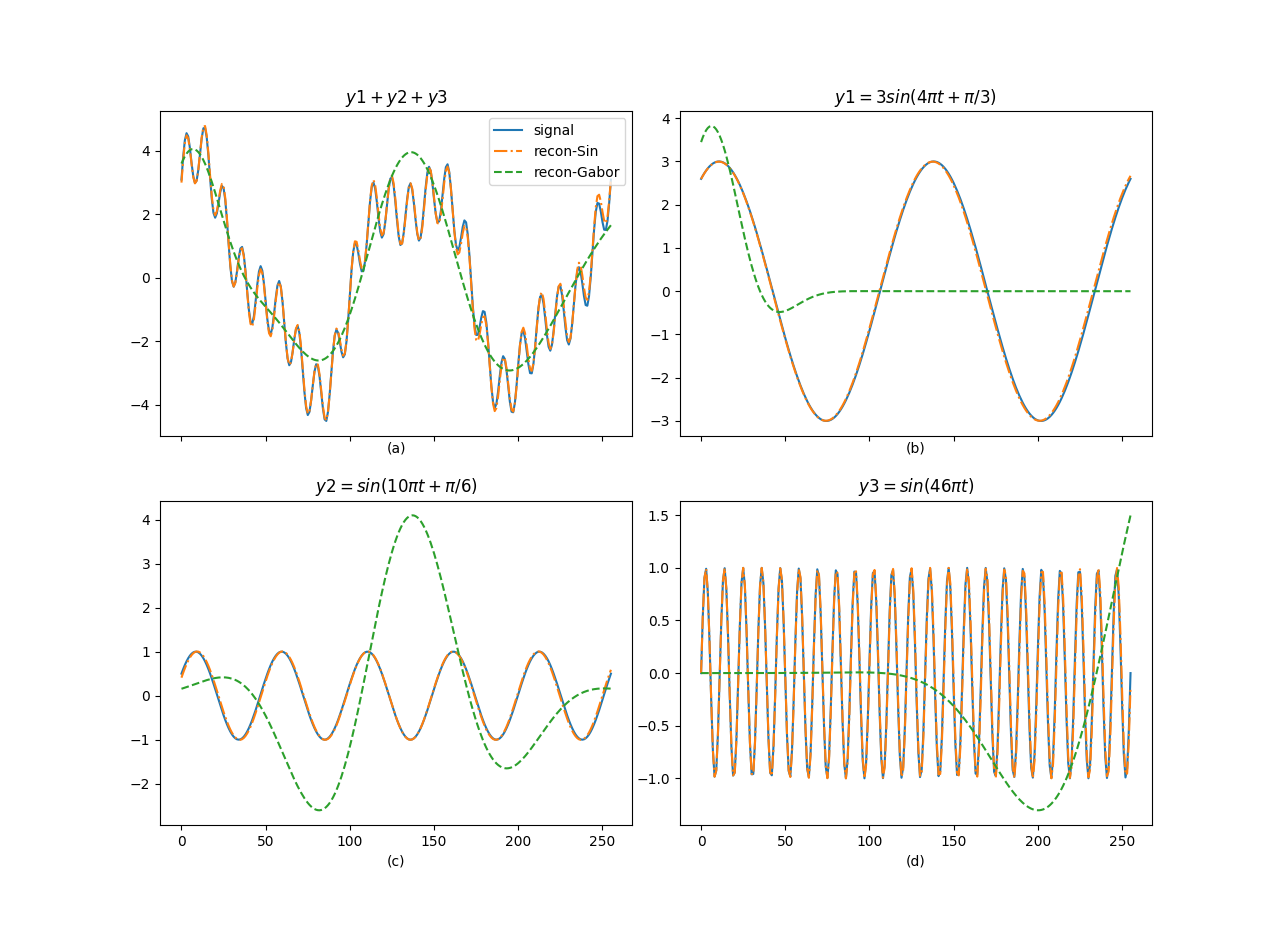 y1 + y2 + y3
4
2
0
−2
−4
signal
recon-Sin
recon-Gabor
(a)
y1 = 3sin(4πt + π/3)
4
3
2
1
0
−1
−2
−3
(b)
y2 = sin(10πt + π/6)
4
3
2
1
0
−1
−2
0 50 100 150 200 250
(c)
y3 = sin(46πt)
1.5
1.0
0.5
0.0
−0.5
−1.0
0 50 100 150 200 250
(d)